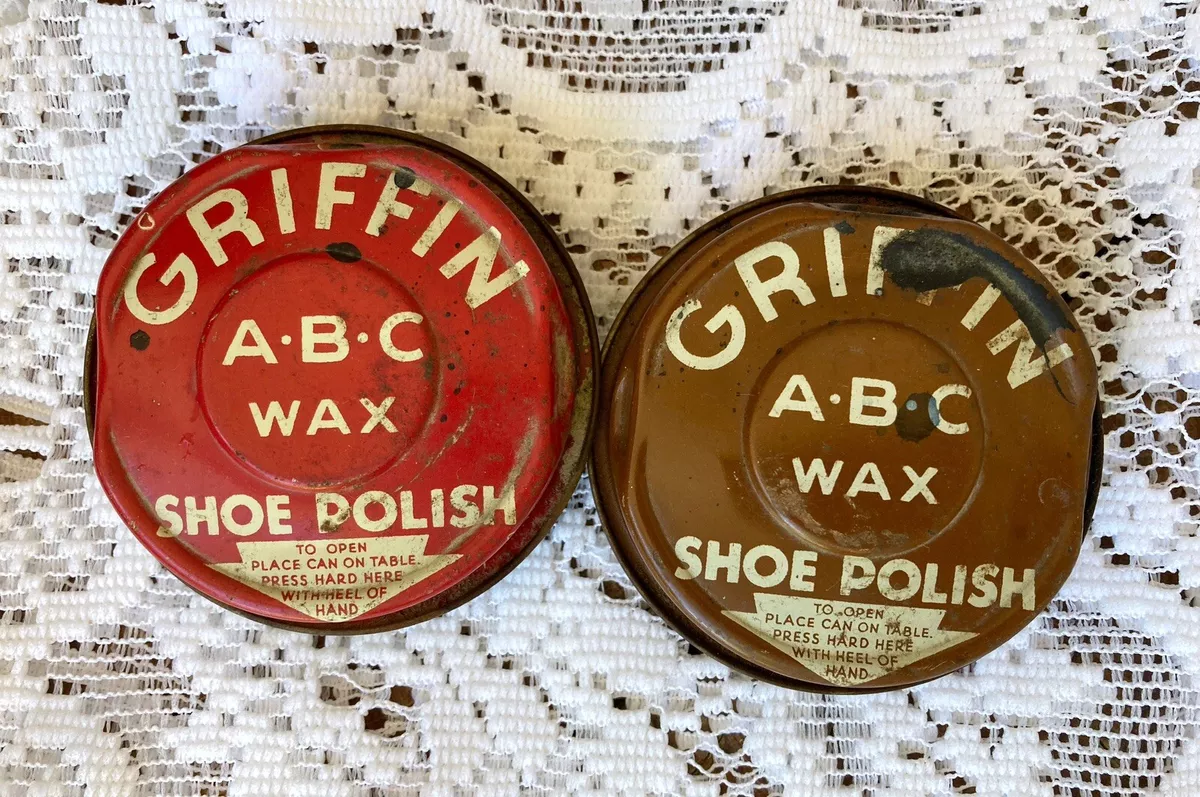 GRIFFIN
A·B·C
WAX
SHOE POLISH
TO OPEN
PLACE CAN ON TABLE.
PRESS HARD HERE
WITH HEEL OF
HAND
GRIFFIN
A·B·C
WAX
SHOE POLISH
TO OPEN
PLACE CAN ON TABLE.
PRESS HARD HERE
WITH HEEL OF
HAND